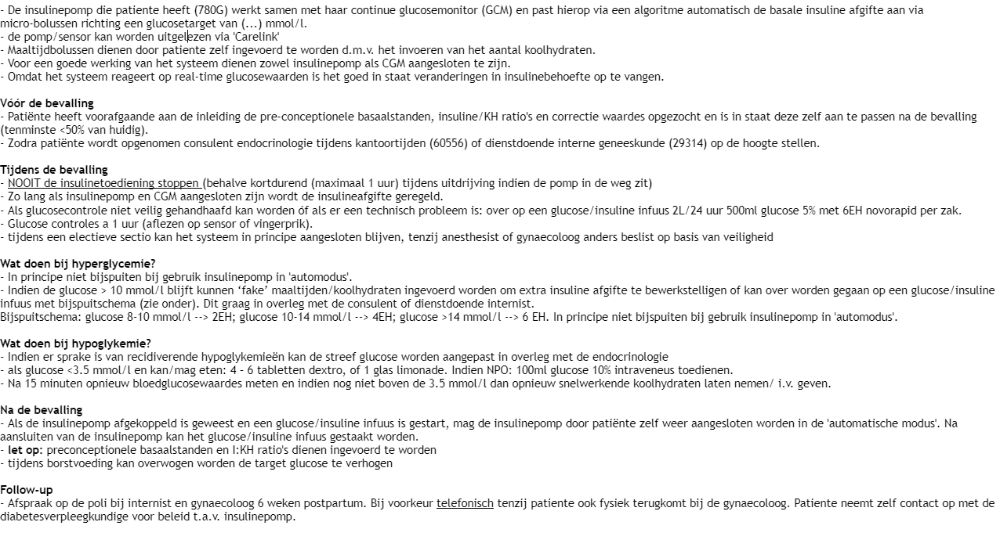 - De insulinepomp die patiente heeft (780G) werkt samen met haar continue glucosemonitor (GCM) en past hierop via een algoritme automatisch de basale insuline afgifte aan via
micro-bolussen richting een glucosetarget van (...) mmol/l.
- de pomp/sensor kan worden uitgelezen via 'Carelink'
- Maaltijdbolussen dienen door patiente zelf ingevoerd te worden d.m.v. het invoeren van het aantal koolhydraten.
- Voor een goede werking van het systeem dienen zowel insulinepomp als CGM aangesloten te zijn.
- Omdat het systeem reageert op real-time glucosewaarden is het goed in staat veranderingen in insulinebehoefte op te vangen.

Vóór de bevalling
- Patiënte heeft voorafgaande aan de inleiding de pre-conceptionele basaalstanden, insuline/KH ratio's en correctie waardes opgezocht en is in staat deze zelf aan te passen na de bevalling
(tenminste <50% van huidig).
- Zodra patiënte wordt opgenomen consulent endocrinologie tijdens kantoortijden (60556) of dienstdoende interne geneeskunde (29314) op de hoogte stellen.

Tijdens de bevalling
- NOOIT de insulinetoediening stoppen (behalve kortdurend (maximaal 1 uur) tijdens uitdrijving indien de pomp in de weg zit)
- Zo lang als insulinepomp en CGM aangesloten zijn wordt de insulineafgifte geregeld.
- Als glucosecontrole niet veilig gehandhaafd kan worden óf als er een technisch probleem is: over op een glucose/insuline infuus 2L/24 uur 500ml glucose 5% met 6EH novorapid per zak.
- Glucose controles a 1 uur (aflezen op sensor of vingerprik).
- tijdens een electieve sectio kan het systeem in principe aangesloten blijven, tenzij anesthesist of gynaecoloog anders beslist op basis van veiligheid

Wat doen bij hyperglycemie?
- In principe niet bijspuiten bij gebruik insulinepomp in 'automodus'.
- Indien de glucose > 10 mmol/l blijft kunnen ‘fake’ maaltijden/koolhydraten ingevoerd worden om extra insuline afgifte te bewerkstelligen of kan over worden gegaan op een glucose/insuline
infuus met bijspuitschema (zie onder). Dit graag in overleg met de consulent of dienstdoende internist.
Bijspuitschema: glucose 8-10 mmol/l --> 2EH; glucose 10-14 mmol/l --> 4EH; glucose >14 mmol/l --> 6 EH. In principe niet bijspuiten bij gebruik insulinepomp in 'automodus'.

Wat doen bij hypoglykemie?
- Indien er sprake is van recidiverende hypoglykemieën kan de streef glucose worden aangepast in overleg met de endocrinologie
- als glucose <3.5 mmol/l en kan/mag eten: 4 - 6 tabletten dextro, of 1 glas limonade. Indien NPO: 100ml glucose 10% intraveneus toedienen.
- Na 15 minuten opnieuw bloedglucosewaardes meten en indien nog niet boven de 3.5 mmol/l dan opnieuw snelwerkende koolhydraten laten nemen/ i.v. geven.

Na de bevalling
- Als de insulinepomp afgekoppeld is geweest en een glucose/insuline infuus is gestart, mag de insulinepomp door patiënte zelf weer aangesloten worden in de 'automatische modus'. Na
aansluiten van de insulinepomp kan het glucose/insuline infuus gestaakt worden.
- let op: preconceptionele basaalstanden en I:KH ratio's dienen ingevoerd te worden
- tijdens borstvoeding kan overwogen worden de target glucose te verhogen

Follow-up
- Afspraak op de poli bij internist en gynaecoloog 6 weken postpartum. Bij voorkeur telefonisch tenzij patiente ook fysiek terugkomt bij de gynaecoloog. Patiente neemt zelf contact op met de
diabetesverpleegkundige voor beleid t.a.v. insulinepomp.